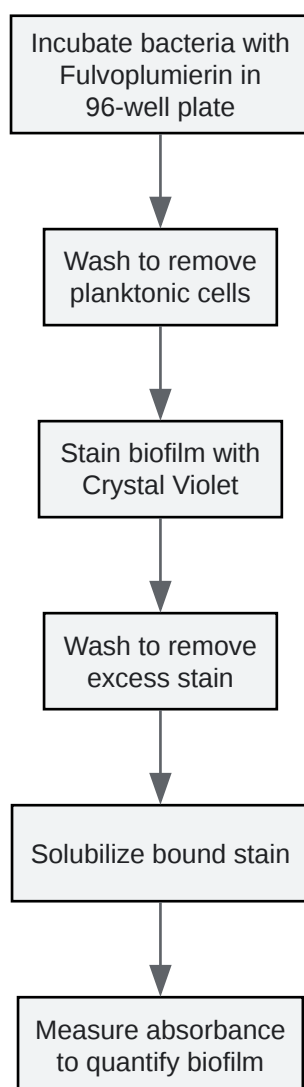 Incubate bacteria with
Fulvoplumierin in
96-well plate
Wash to remove
planktonic cells
Stain biofilm with
Crystal Violet
Wash to remove
excess stain
Solubilize bound stain
Measure absorbance
to quantify biofilm